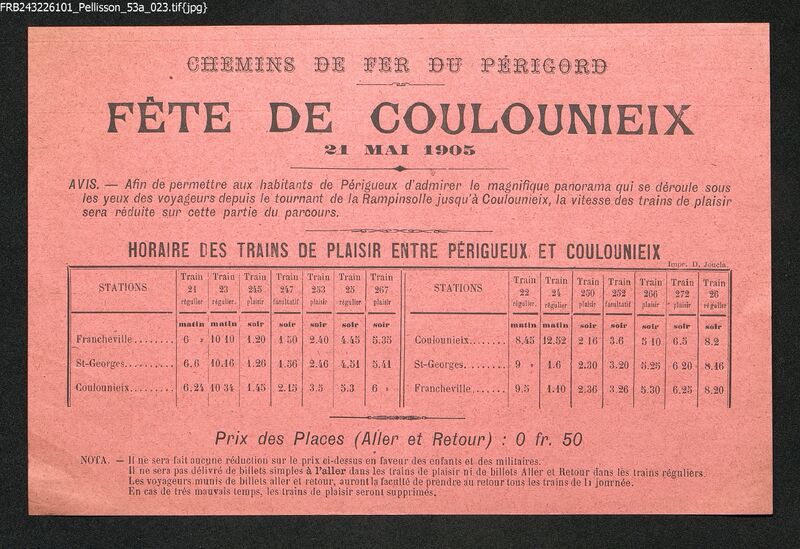 FRB243226101_Pellisson_53a_023.tif{jpg}
CHEMINS DE FER DU PÉRIGORD
FÊTE DE COULOUNIEIX
21 MAI 1905
AVIS. — Afin de permettre aux habitants de Périgueux d'admirer le magnifique panorama qui se déroule sous
les yeux des voyageurs depuis le tournant de la Rampinsolle jusqu'à Coulounieix, la vitesse des trains de plaisir
sera réduite sur cette partie du parcours.
HORAIRE DES TRAINS DE PLAISIR ENTRE PÉRIGUEUX ET COULOUNIEIX
Impr. D. Joucla.
STATIONS Train 21 régulier Train 23 régulier. Train 245 plaisir Train 247 facultatif Train 253 plaisir Train 25 régulier Train 267 plaisir
matin matin soir soir soir soir soir
Francheville........ 6 » 10 10 1.20 1 50 2.40 4.45 5.35
St-Georges......... 6.6 10.16 1.26 1.56 2.46 4.51 5.41
Coulounieix........ 6.24 10 34 1.45 2.15 3.5 5.3 6 »
STATIONS Train 22 régulier. Train 24 régulier Train 250 plaisir Train 252 facultatif Train 266 plaisir Train 272 plaisir Train 26 régulier
matin soir soir soir soir soir soir
Coulounieix........ 8.45 12.52 2 16 3.6 5 10 6.5 8.2
St-Georges......... 9 » 1.6 2.30 3.20 5.25 6 20 8.16
Francheville........ 9.5 1.10 2.36 3.26 5.30 6.25 8.20
Prix des Places (Aller et Retour) : 0 fr. 50
NOTA. — Il ne sera fait aucune réduction sur le prix ci-dessus en faveur des enfants et des militaires.
Il ne sera pas délivré de billets simples à l'aller dans les trains de plaisir ni de billets Aller et Retour dans lès trains réguliers.
Les voyageurs munis de billets aller et retour, auront la faculté de prendre au retour tous les trains de la journée.
En cas de très mauvais temps, les trains de plaisir seront supprimés.